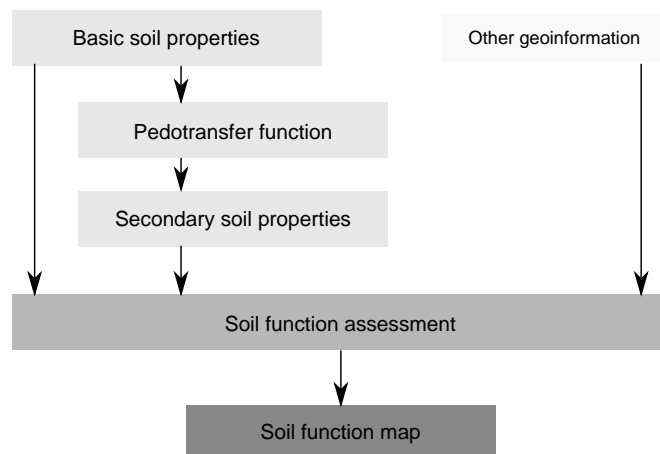 Basic soil properties
Other geoinformation
Pedotransfer function
Secondary soil properties
Soil function assessment
Soil function map